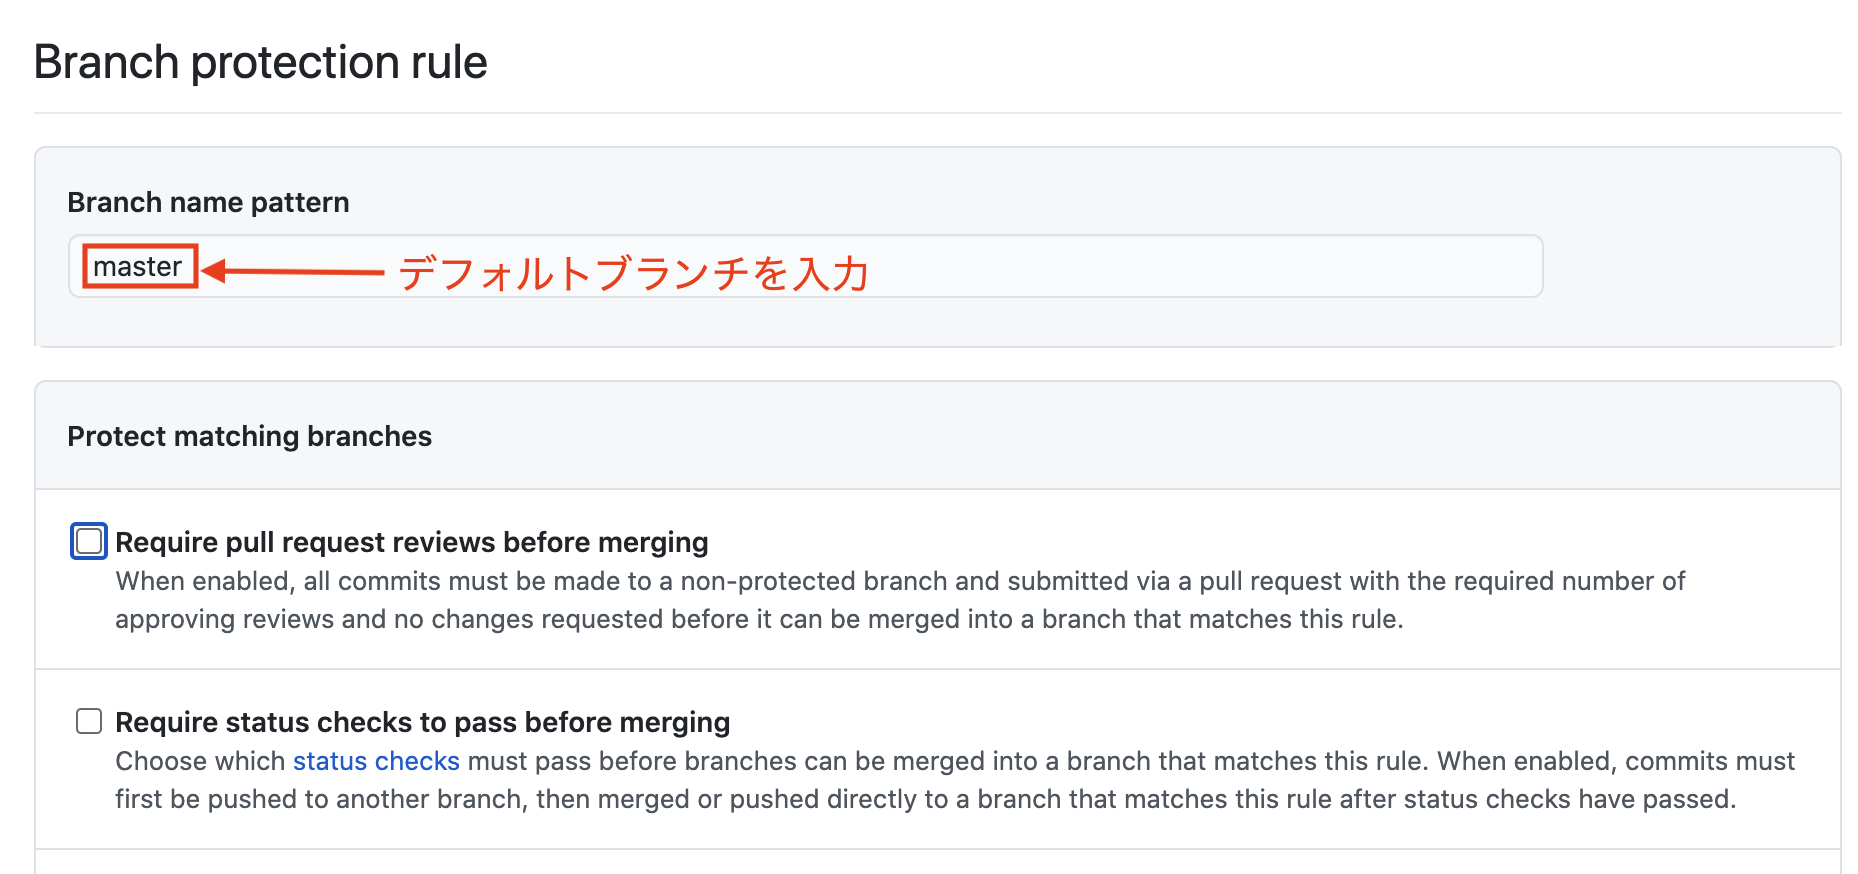 Branch protection rule
Branch name pattern
master デフォルトブランチを入力
Protect matching branches
Require pull request reviews before merging
When enabled, all commits must be made to a non-protected branch and submitted via a pull request with the required number of
approving reviews and no changes requested before it can be merged into a branch that matches this rule.
Require status checks to pass before merging
Choose which status checks must pass before branches can be merged into a branch that matches this rule. When enabled, commits must
first be pushed to another branch, then merged or pushed directly to a branch that matches this rule after status checks have passed.